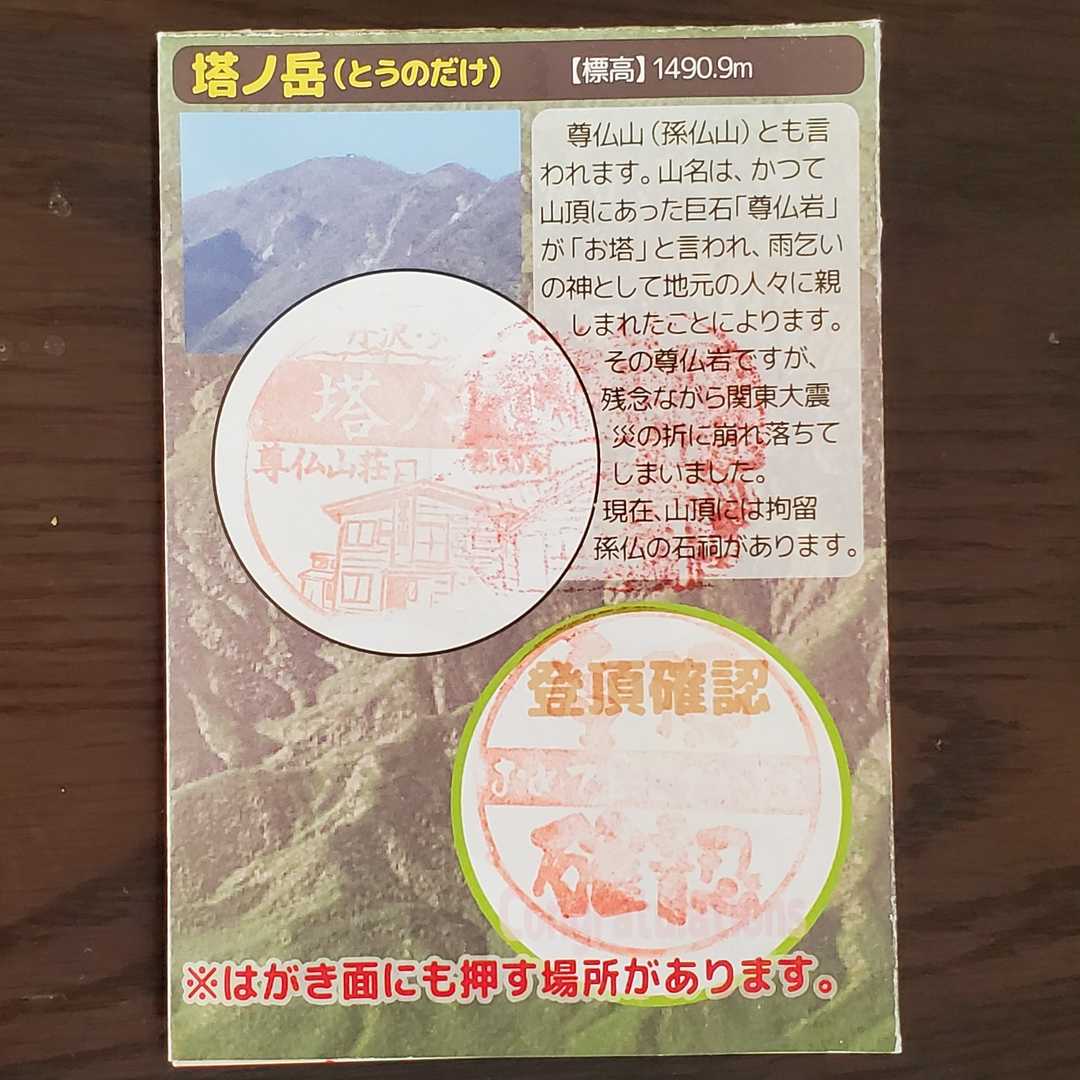 塔ノ岳(とうのだけ)
【標高】1490.9m
尊仏山(孫仏山)とも言
われます。山名は、かつて
山頂にあった巨石「尊仏岩」
が「お塔」と言われ、雨乞い
の神として地元の人々に親
しまれたことによります。
その尊仏岩ですが、
残念ながら関東大震
災の折に崩れ落ちて
しまいました。
現在、山頂には拘留
孫仏の石祠があります。
丹沢・
塔ノ
尊仏山荘
登頂確認
確認
Congratulations
※はがき面にも押す場所があります。